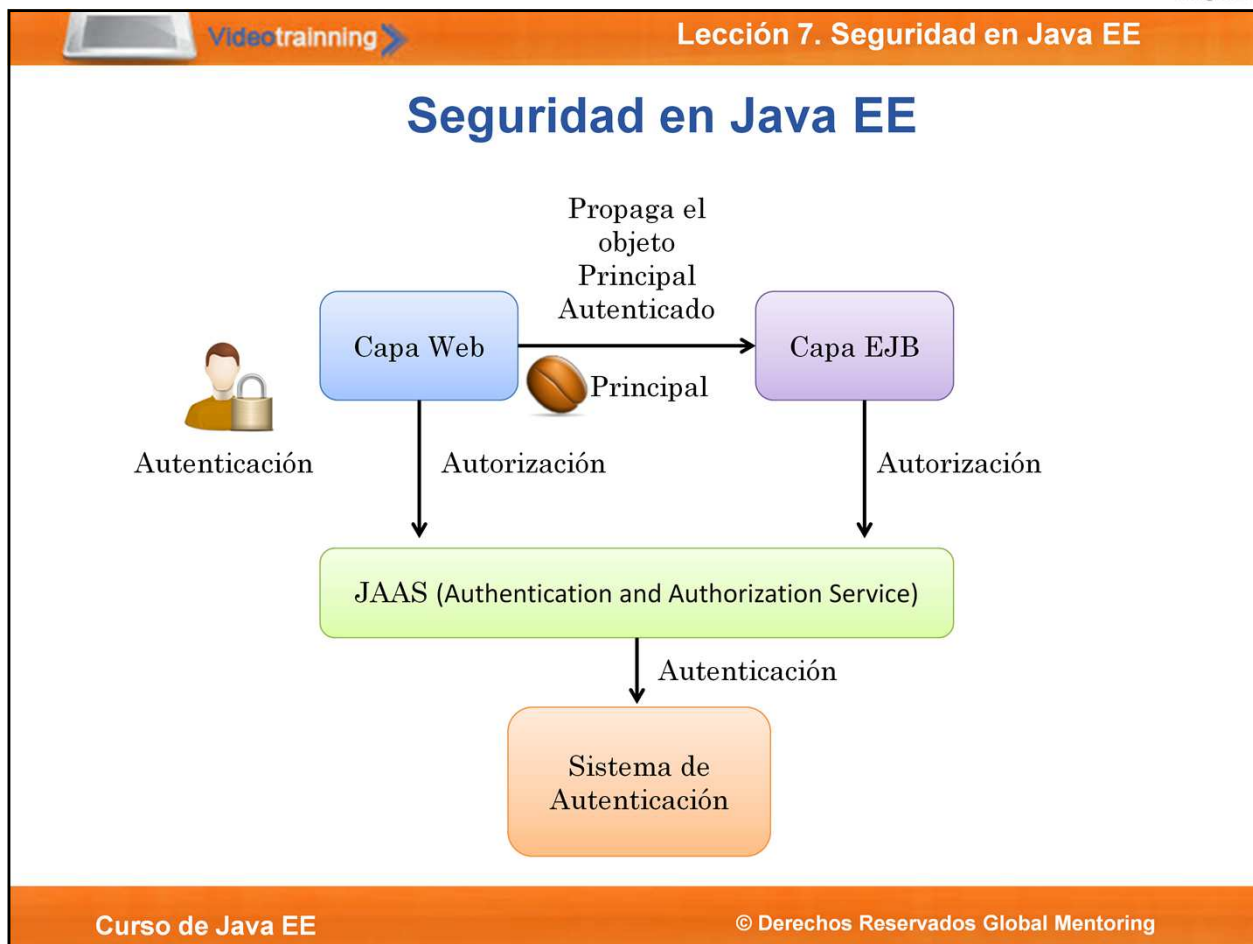 Videotrainning
Lección 7. Seguridad en Java EE
Seguridad en Java EE
Propaga el
objeto
Principal
Autenticado
Capa Web
Capa EJB
Principal
Autenticación
Autorización
Autorización
JAAS (Authentication and Authorization Service)
Autenticación
Sistema de
Autenticación
Curso de Java EE
© Derechos Reservados Global Mentoring